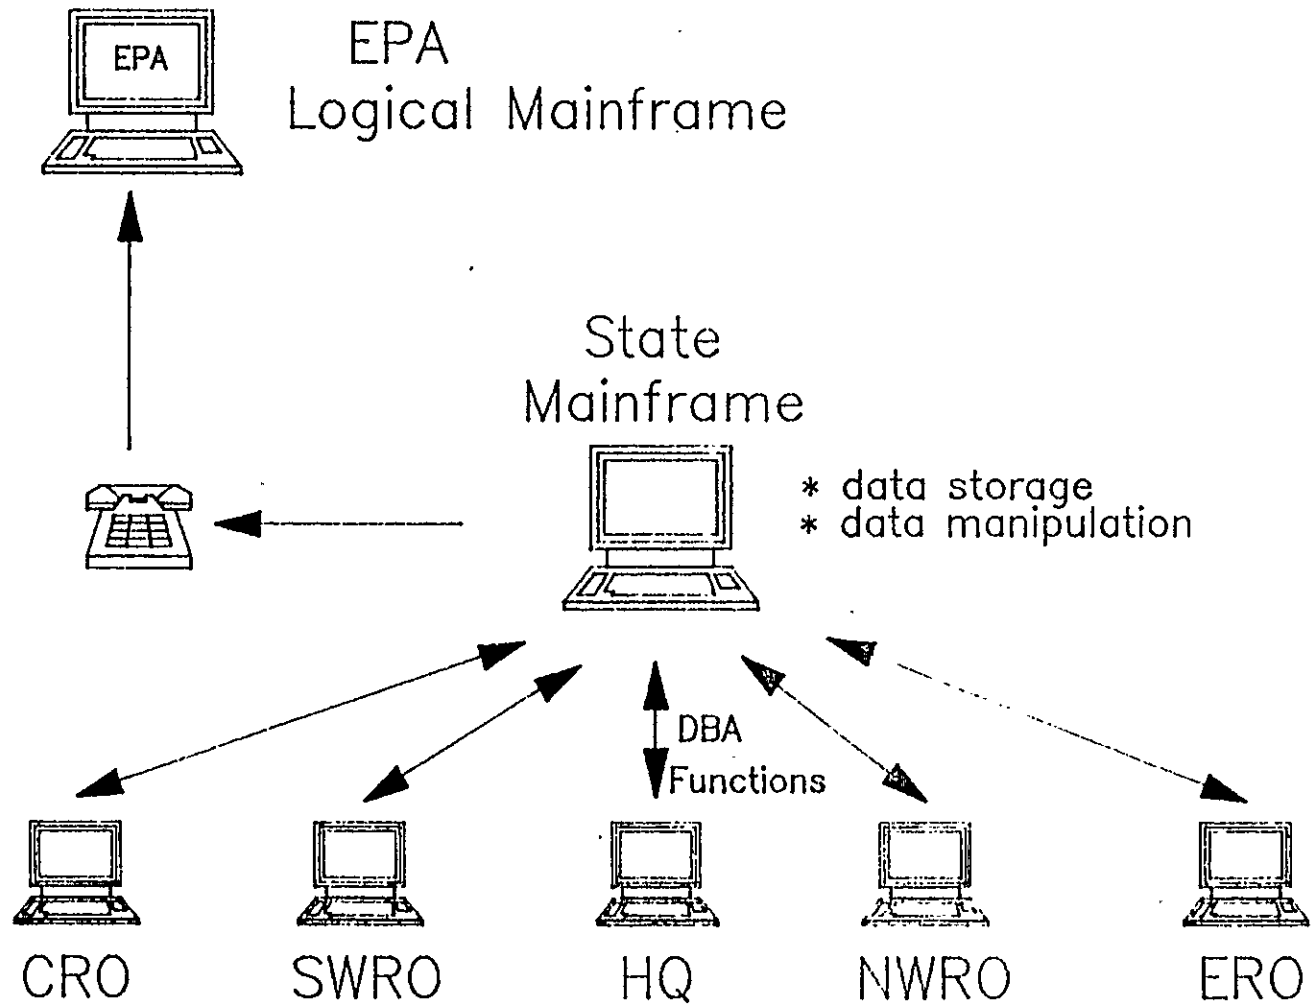 EPA
EPA
Logical Mainframe
State
Mainframe
* data storage
* data manipulation
DBA
Functions
CRO
SWRO
HQ
NWRO
ERO